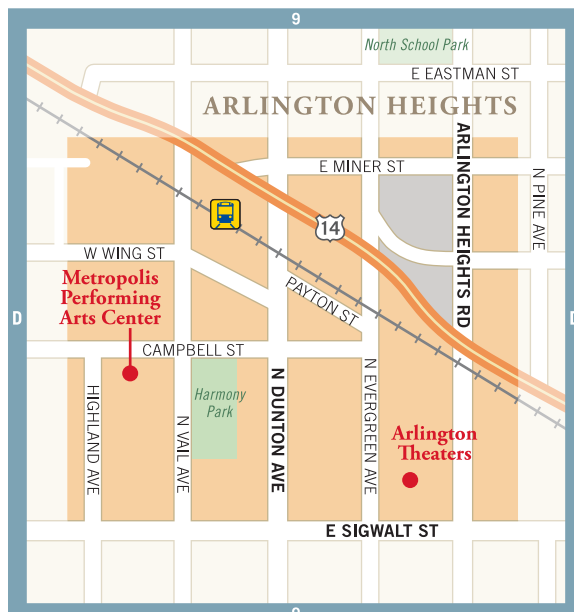 9
North School Park
E EASTMAN ST
ARLINGTON HEIGHTS
E MINER ST
ARLINGTON HEIGHTS RD
N PINE AVE
14
W WING ST
Metropolis
Performing
Arts Center
PAYTON ST
D
D
CAMPBELL ST
HIGHLAND AVE
N VAIL AVE
Harmony
Park
N DUNTON AVE
N EVERGREEN AVE
Arlington
Theaters
E SIGWALT ST